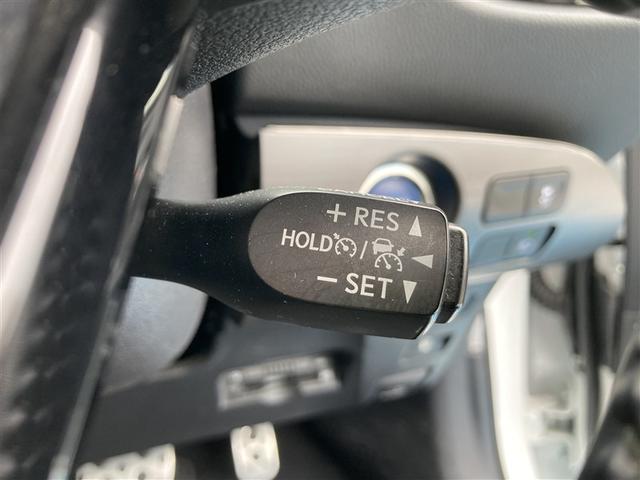 + RES ▲
HOLD / ◀
− SET ▼